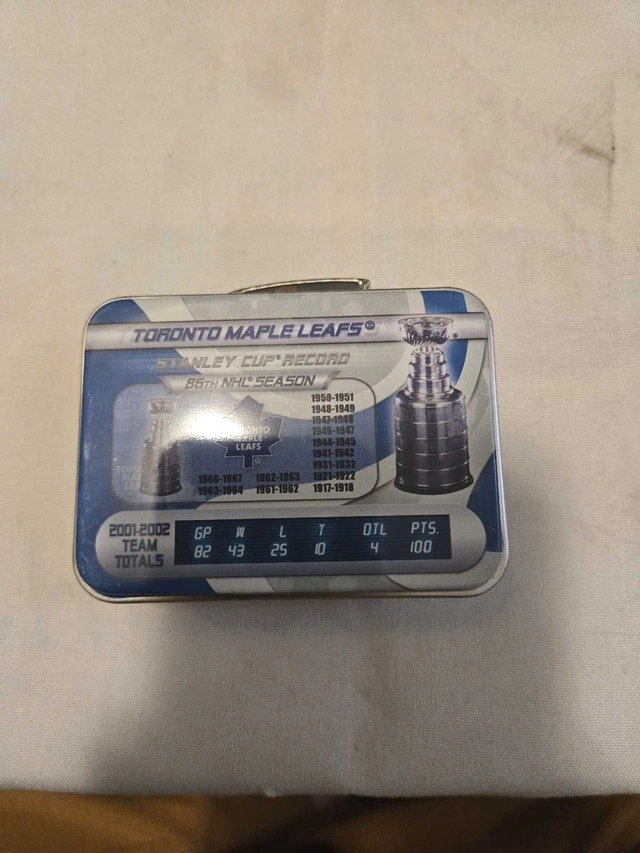 TORONTO MAPLE LEAFS®
STANLEY CUP® RECORD
86TH NHL® SEASON
TORONTO
MAPLE
LEAFS
1950-1951
1948-1949
1947-1948
1946-1947
1944-1945
1941-1942
1931-1932
1966-1967 1962-1963 1921-1922
1963-1964 1961-1962 1917-1918
2001-2002
TEAM
TOTALS
GP W L T OTL PTS.
82 43 25 10 4 100